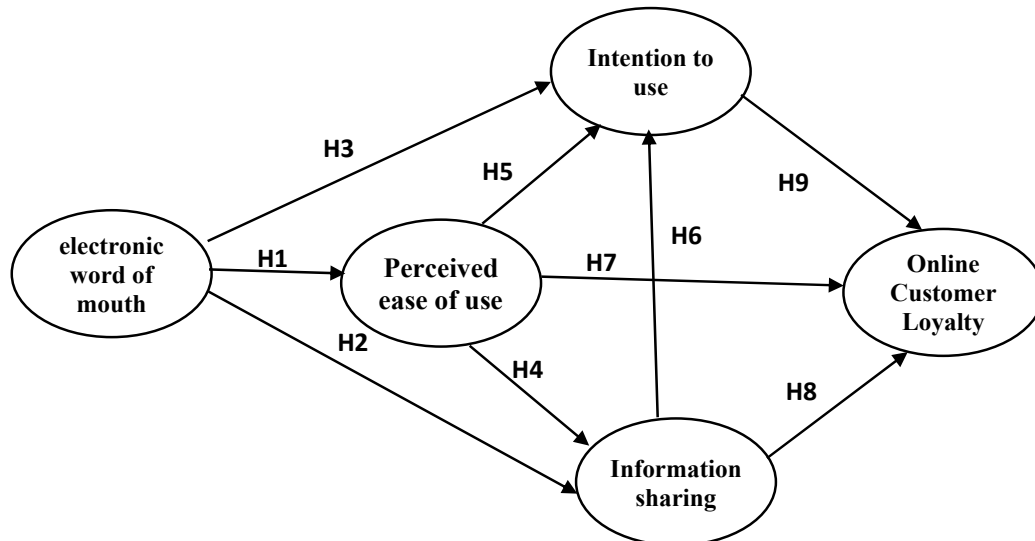 Intention to
use
H3
H5
H9
H6
electronic
word of
mouth
H1
Perceived
ease of use
H7
Online
Customer
Loyalty
H2
H4
H8
Information
sharing